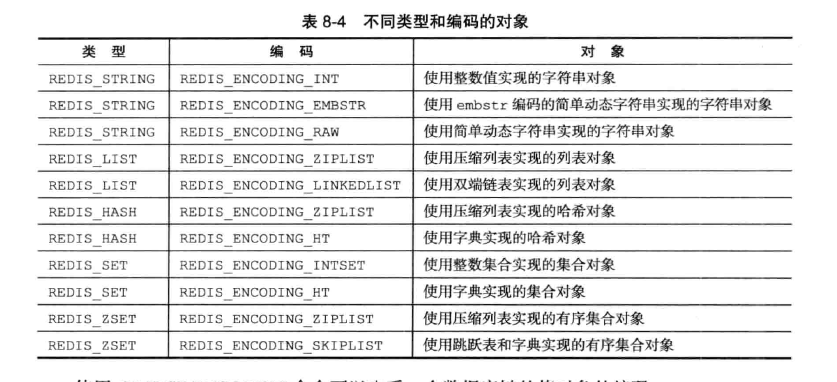 表 8-4 不同类型和编码的对象
类 型 编 码 对 象
REDIS_STRING REDIS_ENCODING_INT 使用整数值实现的字符串对象
REDIS_STRING REDIS_ENCODING_EMBSTR 使用 embstr 编码的简单动态字符串实现的字符串对象
REDIS_STRING REDIS_ENCODING_RAW 使用简单动态字符串实现的字符串对象
REDIS_LIST REDIS_ENCODING_ZIPLIST 使用压缩列表实现的列表对象
REDIS_LIST REDIS_ENCODING_LINKEDLIST 使用双端链表实现的列表对象
REDIS_HASH REDIS_ENCODING_ZIPLIST 使用压缩列表实现的哈希对象
REDIS_HASH REDIS_ENCODING_HT 使用字典实现的哈希对象
REDIS_SET REDIS_ENCODING_INTSET 使用整数集合实现的集合对象
REDIS_SET REDIS_ENCODING_HT 使用字典实现的集合对象
REDIS_ZSET REDIS_ENCODING_ZIPLIST 使用压缩列表实现的有序集合对象
REDIS_ZSET REDIS_ENCODING_SKIPLIST 使用跳跃表和字典实现的有序集合对象